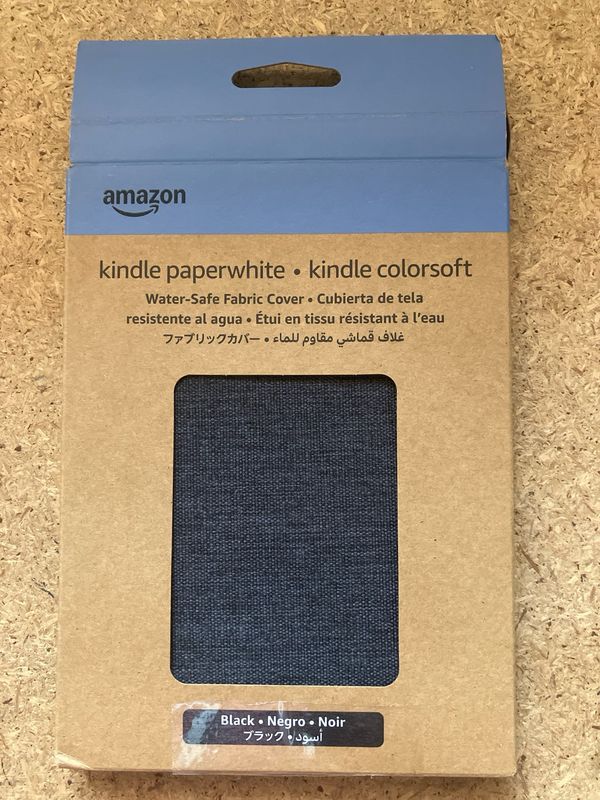 amazon
kindle paperwhite • kindle colorsoft
Water-Safe Fabric Cover • Cubierta de tela
resistente al agua • Étui en tissu résistant à l'eau
ファブリックカバー • غلاف قماشي مقاوم للماء
Black • Negro • Noir
ブラック • أسود